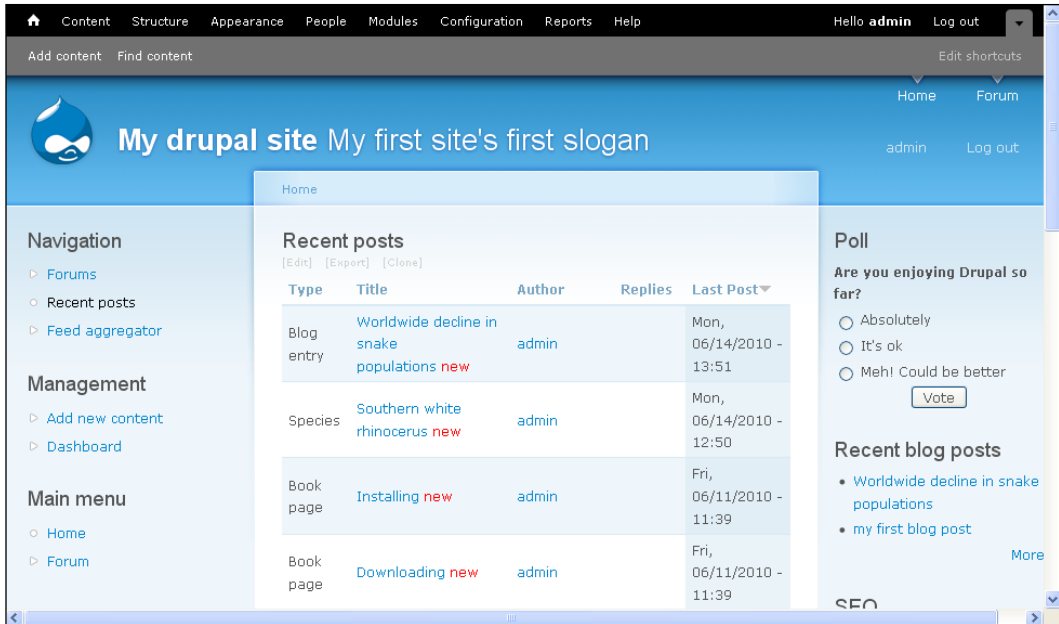 Content Structure Appearance People Modules Configuration Reports Help Hello admin Log out
Add content Find content Edit shortcuts
Home Forum
My drupal site My first site's first slogan
admin Log out
Home
Navigation
Forums
Recent posts
Feed aggregator
Management
Add new content
Dashboard
Main menu
Home
Forum
Recent posts
[Edit] [Export] [Clone]
Type Title Author Replies Last Post
Blog entry
Worldwide decline in
snake
populations new
admin
Mon,
06/14/2010 -
13:51
Species
Southern white
rhinocerus new
admin
Mon,
06/14/2010 -
12:50
Book
page
Installing new
admin
Fri,
06/11/2010 -
11:39
Book
page
Downloading new
admin
Fri,
06/11/2010 -
11:39
Poll
Are you enjoying Drupal so
far?
Absolutely
It's ok
Meh! Could be better
Vote
Recent blog posts
Worldwide decline in snake
populations
my first blog post
More
SEO